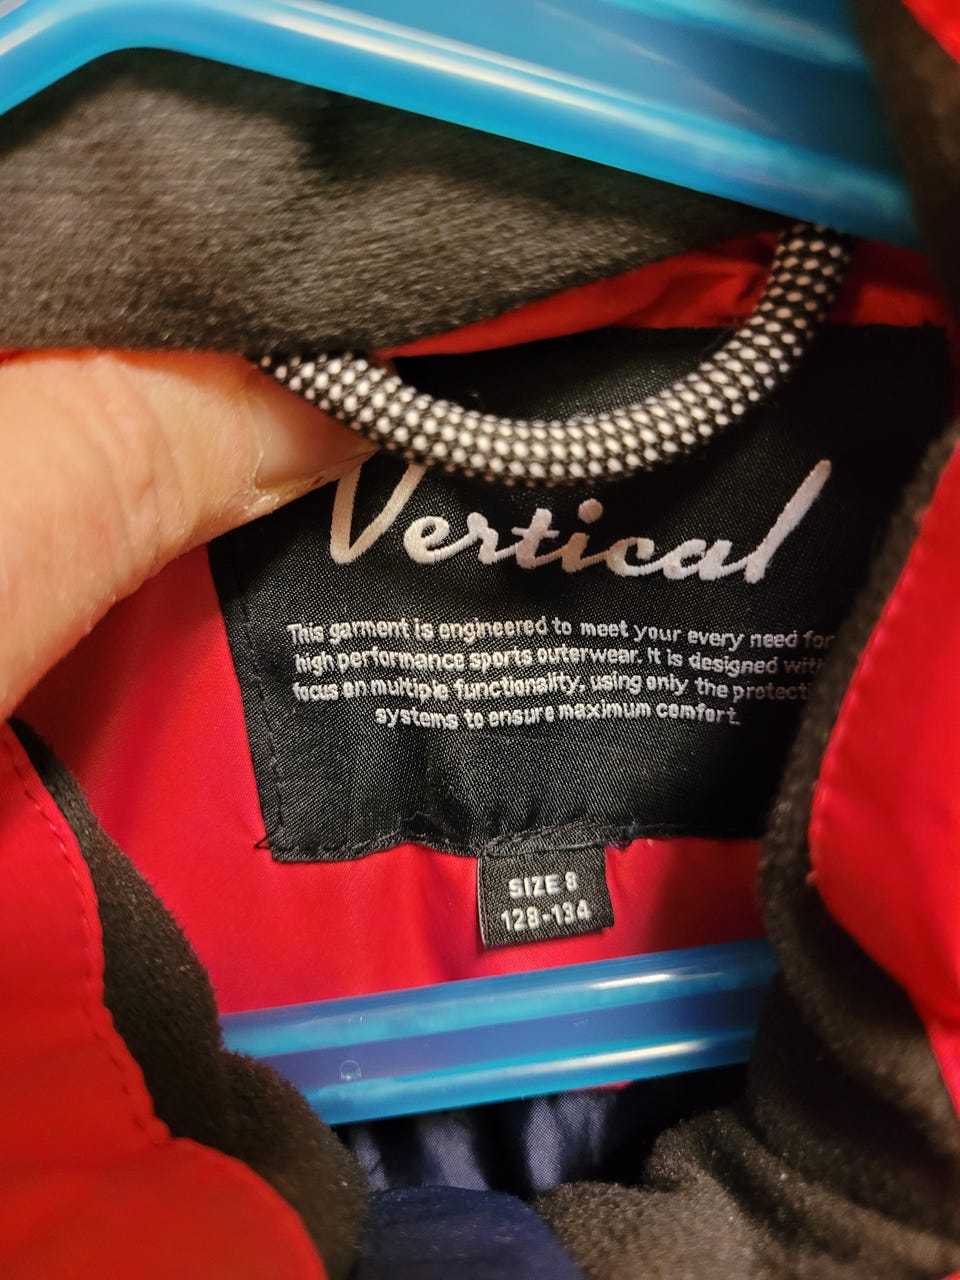 Vertical
This garment is engineered to meet your every need for
high performance sports outerwear. It is designed with
focus on multiple functionality, using only the protecti
systems to ensure maximum comfort.
SIZE 8
128-134